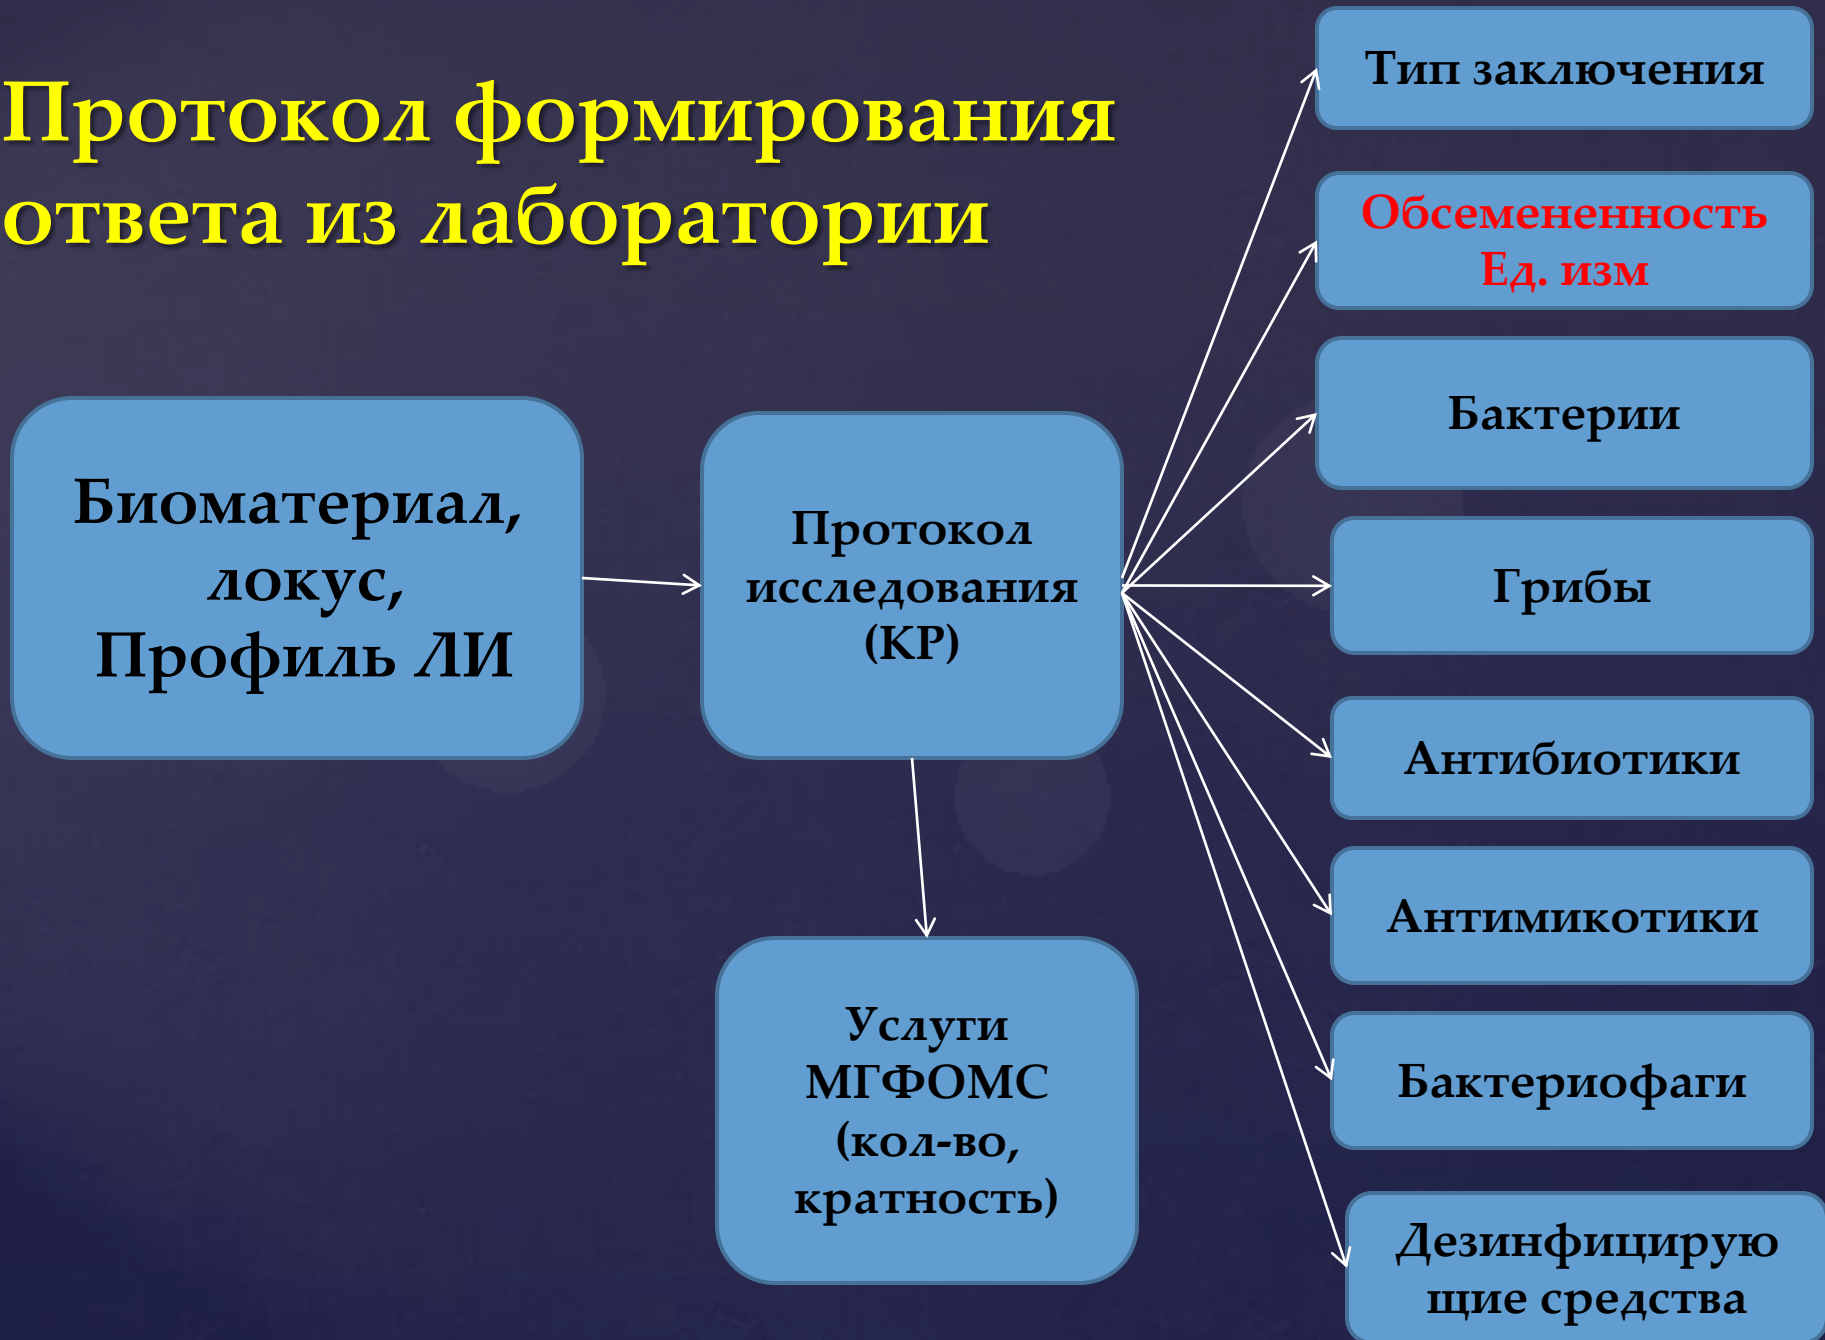 Протокол формирования
ответа из лаборатории
Биоматериал,
локус,
Профиль ЛИ
Протокол
исследования
(КР)
Услуги
МГФОМС
(кол-во,
кратность)
Тип заключения
Обсемененность
Ед. изм
Бактерии
Грибы
Антибиотики
Антимикотики
Бактериофаги
Дезинфицирую
щие средства